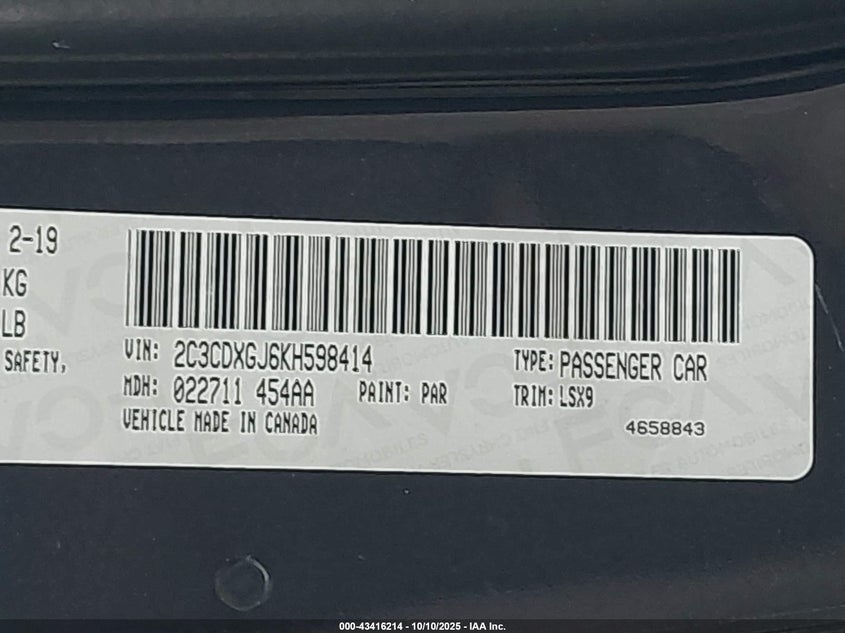 2-19
KG
LB
SAFETY,
VIN: 2C3CDXGJ6KH598414 TYPE: PASSENGER CAR
MDH: 022711 454AA PAINT: PAR TRIM: LSX9
VEHICLE MADE IN CANADA 4658843
000-43416214 - 10/10/2025 - IAA Inc.